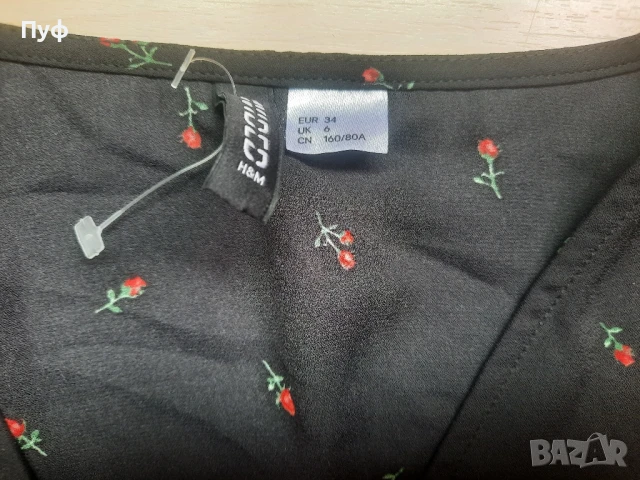 Пуф
EUR 34
UK 6
CN 160/80A
H&M
BAZAR